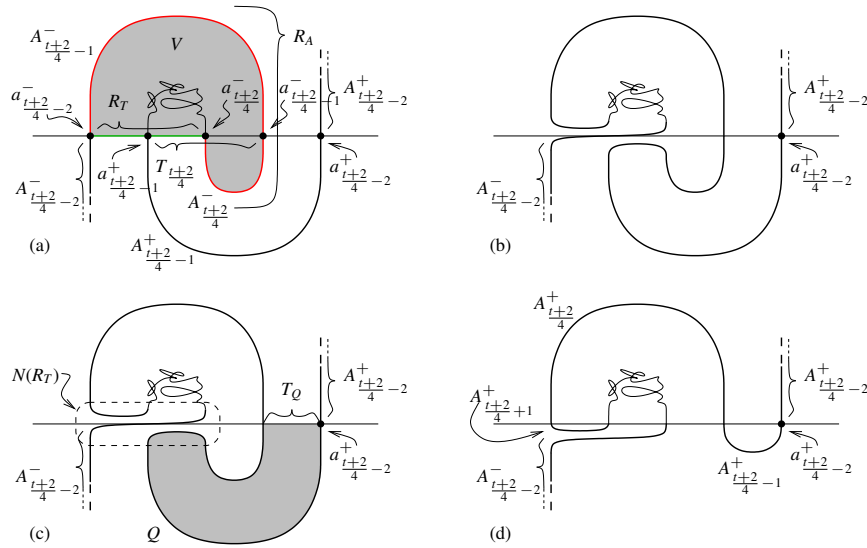 A^-_{\frac{t+2}{4}-1}
V
R_A
A^+_{\frac{t+2}{4}-2}
a^-_{\frac{t+2}{4}-2}
R_T
a^-_{\frac{t+2}{4}}
a^-_{\frac{t+2}{4}-1}
A^-_{\frac{t+2}{4}-2}
a^+_{\frac{t+2}{4}-1}
T_{\frac{t+2}{4}}
a^+_{\frac{t+2}{4}-2}
A^-_{\frac{t+2}{4}}
A^+_{\frac{t+2}{4}-1}
(a)
A^+_{\frac{t+2}{4}-2}
A^-_{\frac{t+2}{4}-2}
a^+_{\frac{t+2}{4}-2}
(b)
N(R_T)
T_Q
A^+_{\frac{t+2}{4}-2}
A^-_{\frac{t+2}{4}-2}
a^+_{\frac{t+2}{4}-2}
(c)
Q
A^+_{\frac{t+2}{4}}
A^+_{\frac{t+2}{4}-2}
A^+_{\frac{t+2}{4}+1}
A^-_{\frac{t+2}{4}-2}
A^+_{\frac{t+2}{4}-1}
a^+_{\frac{t+2}{4}-2}
(d)